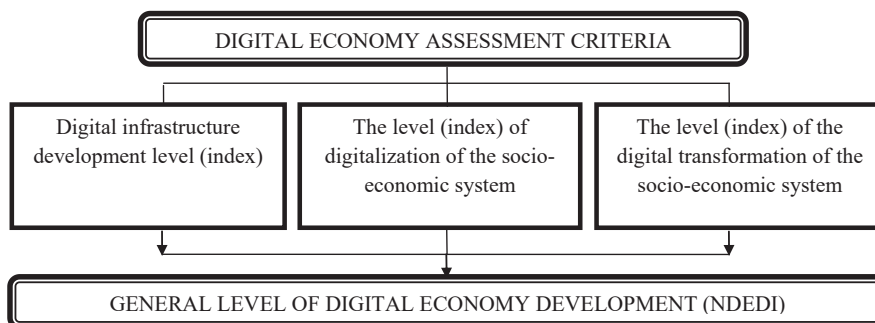 DIGITAL ECONOMY ASSESSMENT CRITERIA
Digital infrastructure
development level (index)
The level (index) of
digitalization of the socio-
economic system
The level (index) of the
digital transformation of the
socio-economic system
GENERAL LEVEL OF DIGITAL ECONOMY DEVELOPMENT (NDEDI)